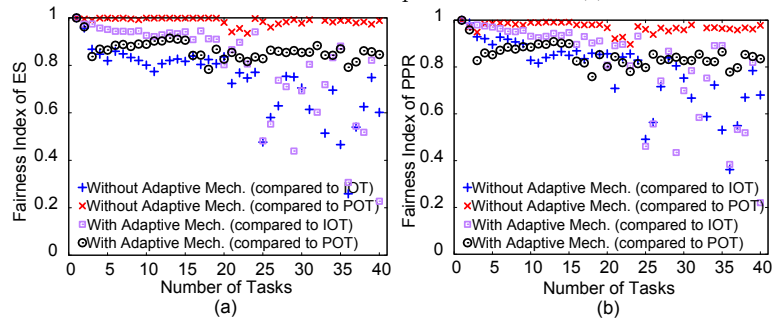 Fairness Index of ES
1
0.8
0.6
0.4
0.2
0
Without Adaptive Mech. (compared to IOT)
Without Adaptive Mech. (compared to POT)
With Adaptive Mech. (compared to IOT)
With Adaptive Mech. (compared to POT)
0 5 10 15 20 25 30 35 40
Number of Tasks
(a)
Fairness Index of PPR
1
0.8
0.6
0.4
0.2
0
Without Adaptive Mech. (compared to IOT)
Without Adaptive Mech. (compared to POT)
With Adaptive Mech. (compared to IOT)
With Adaptive Mech. (compared to POT)
0 5 10 15 20 25 30 35 40
Number of Tasks
(b)